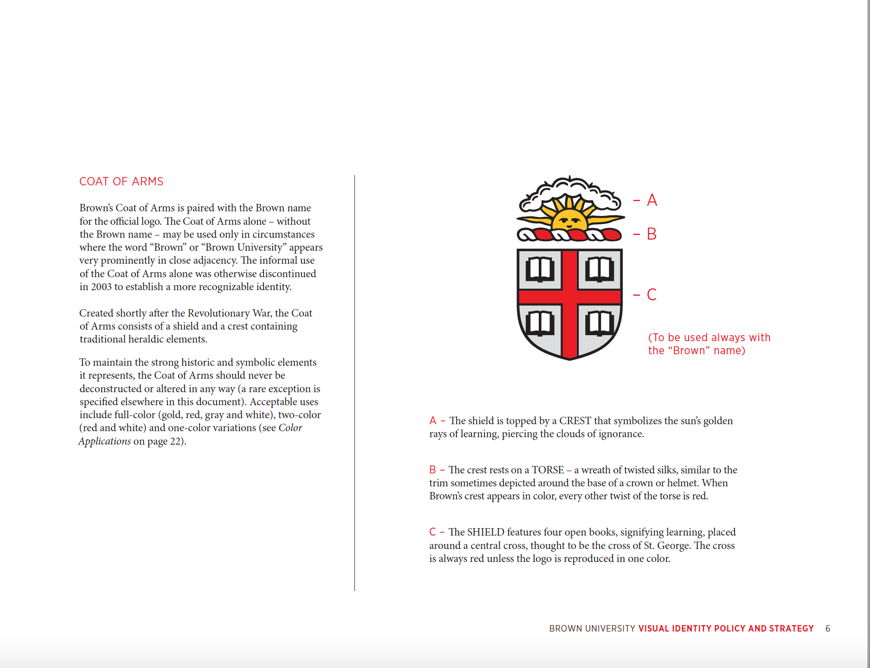 COAT OF ARMS
Brown's Coat of Arms is paired with the Brown name
for the official logo. The Coat of Arms alone – without
the Brown name – may be used only in circumstances
where the word “Brown” or “Brown University” appears
very prominently in close adjacency. The informal use
of the Coat of Arms alone was otherwise discontinued
in 2003 to establish a more recognizable identity.
Created shortly after the Revolutionary War, the Coat
of Arms consists of a shield and a crest containing
traditional heraldic elements.
To maintain the strong historic and symbolic elements
it represents, the Coat of Arms should never be
deconstructed or altered in any way (a rare exception is
specified elsewhere in this document). Acceptable uses
include full-color (gold, red, gray and white), two-color
(red and white) and one-color variations (see Color
Applications on page 22).
– A
– B
– C
(To be used always with
the “Brown” name)
A – The shield is topped by a CREST that symbolizes the sun's golden
rays of learning, piercing the clouds of ignorance.
B – The crest rests on a TORSE – a wreath of twisted silks, similar to the
trim sometimes depicted around the base of a crown or helmet. When
Brown's crest appears in color, every other twist of the torse is red.
C – The SHIELD features four open books, signifying learning, placed
around a central cross, thought to be the cross of St. George. The cross
is always red unless the logo is reproduced in one color.
BROWN UNIVERSITY VISUAL IDENTITY POLICY AND STRATEGY 6